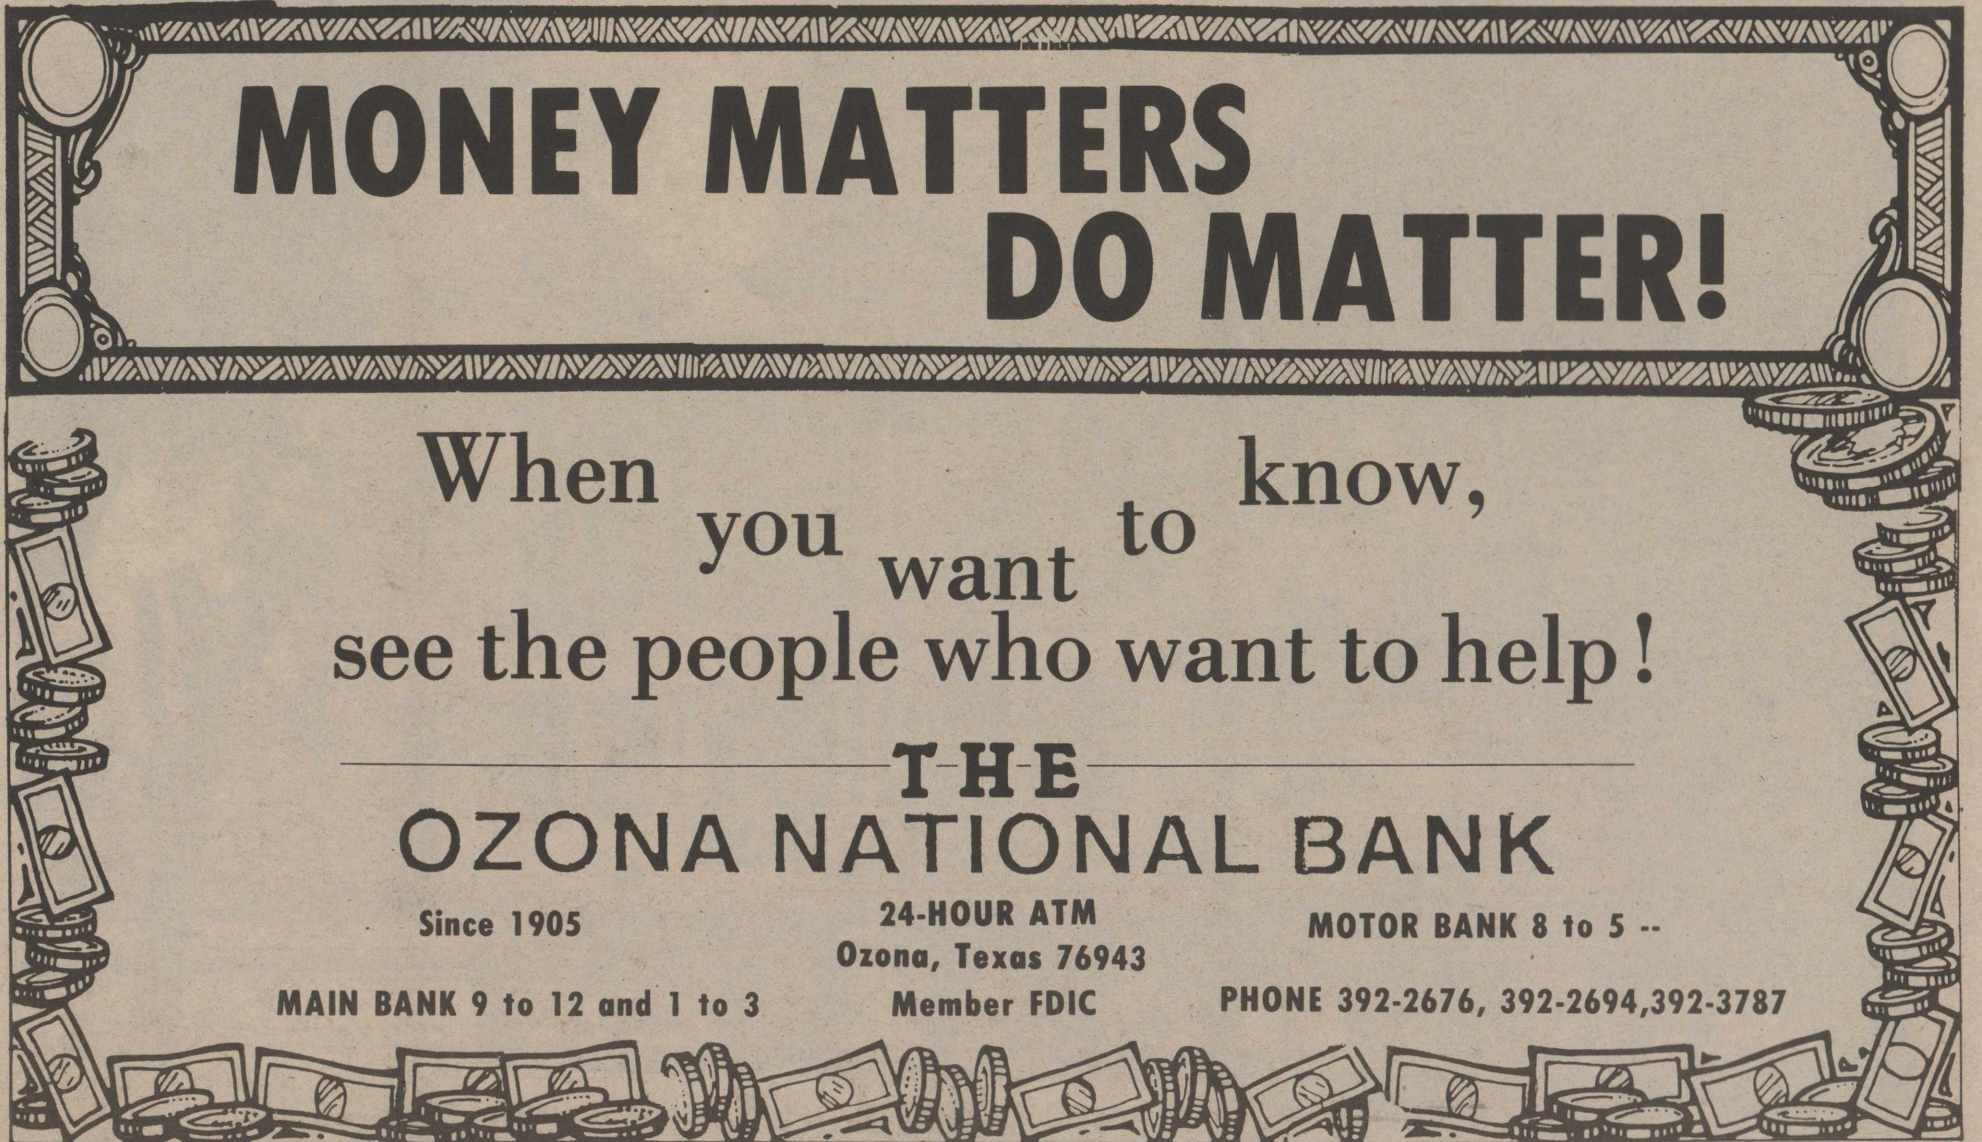 MONEY MATTERS
DO MATTER!
When you want to know,
see the people who want to help!
THE
OZONA NATIONAL BANK
Since 1905
24-HOUR ATM
MOTOR BANK 8 to 5 --
Ozona, Texas 76943
MAIN BANK 9 to 12 and 1 to 3
Member FDIC
PHONE 392-2676, 392-2694,392-3787